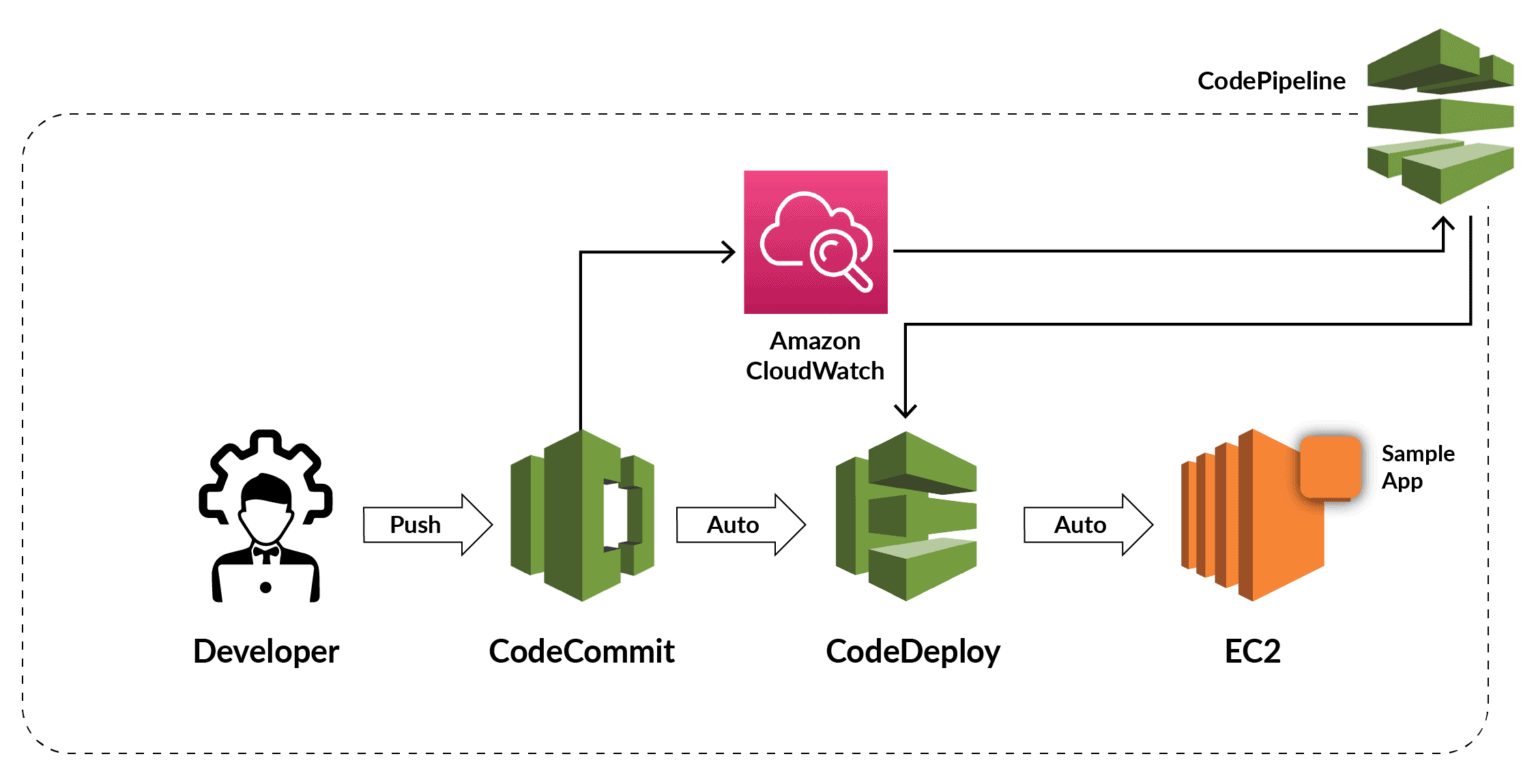 CodePipeline
Amazon
CloudWatch
Sample
App
Push
Auto
Auto
Developer
CodeCommit
CodeDeploy
EC2